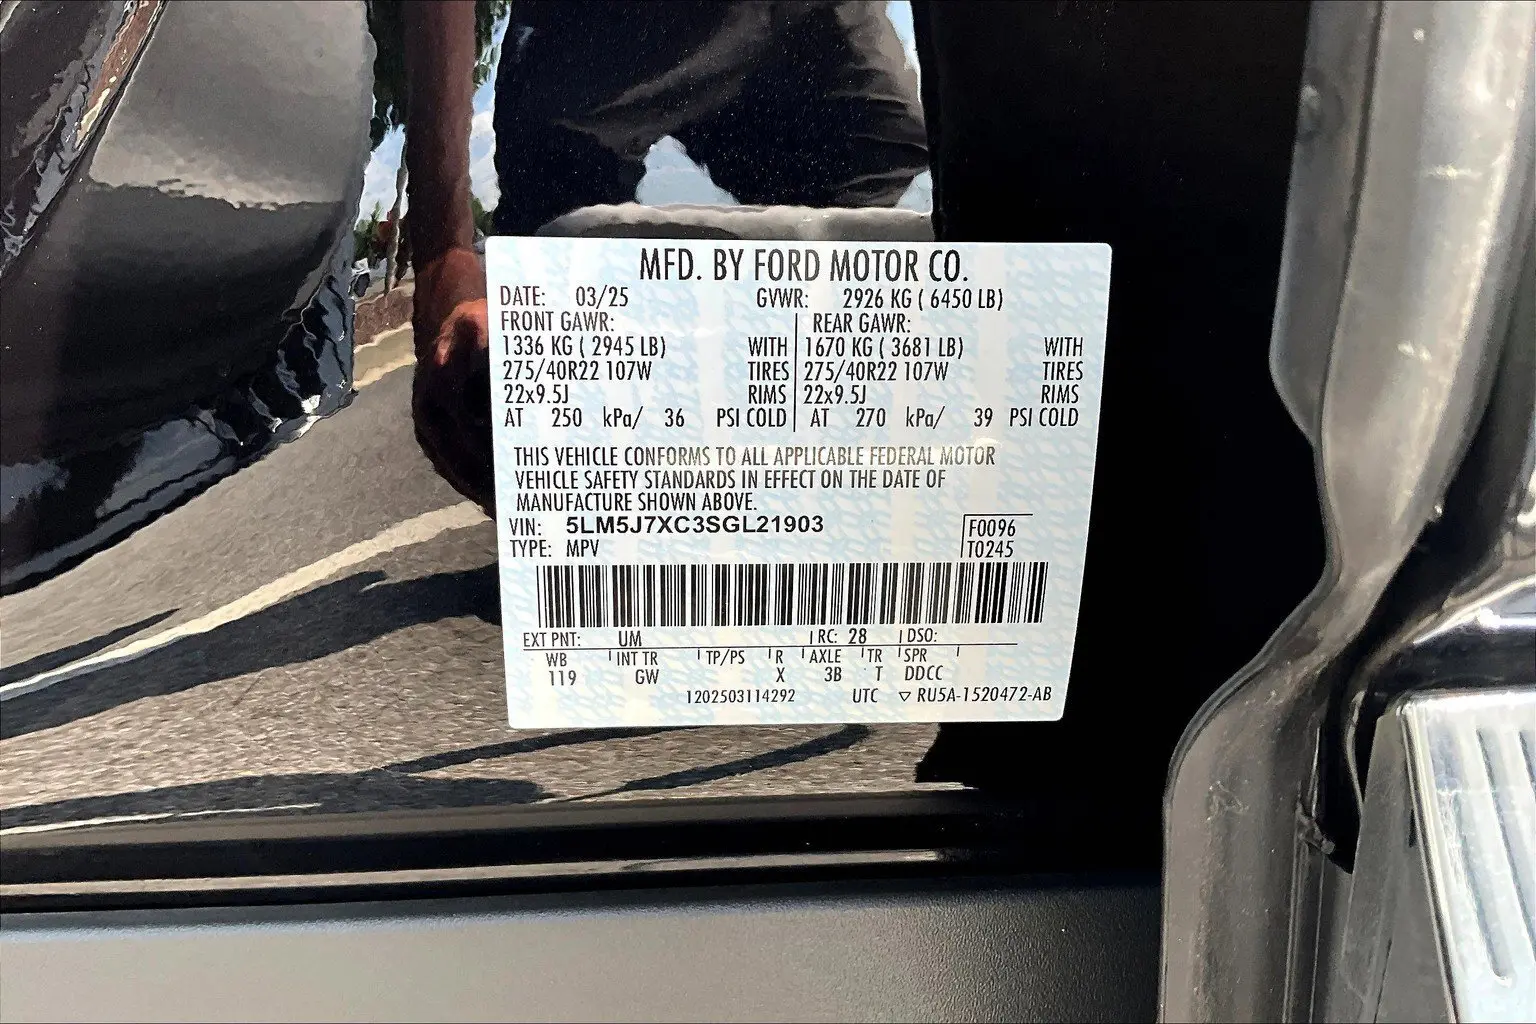 MFD. BY FORD MOTOR CO.
DATE: 03/25 GVWR: 2926 KG ( 6450 LB)
FRONT GAWR: REAR GAWR:
1336 KG ( 2945 LB) WITH 1670 KG ( 3681 LB) WITH
275/40R22 107W TIRES 275/40R22 107W TIRES
22x9.5J RIMS 22x9.5J RIMS
AT 250 kPa/ 36 PSI COLD AT 270 kPa/ 39 PSI COLD
THIS VEHICLE CONFORMS TO ALL APPLICABLE FEDERAL MOTOR
VEHICLE SAFETY STANDARDS IN EFFECT ON THE DATE OF
MANUFACTURE SHOWN ABOVE.
VIN: 5LM5J7XC3SGL21903 F0096
TYPE: MPV T0245
EXT PNT: UM RC: 28 DSO:
WB INT TR TP/PS R AXLE TR SPR
119 GW X 3B T DDCC
1202503114292 UTC ▽ RU5A-1520472-AB